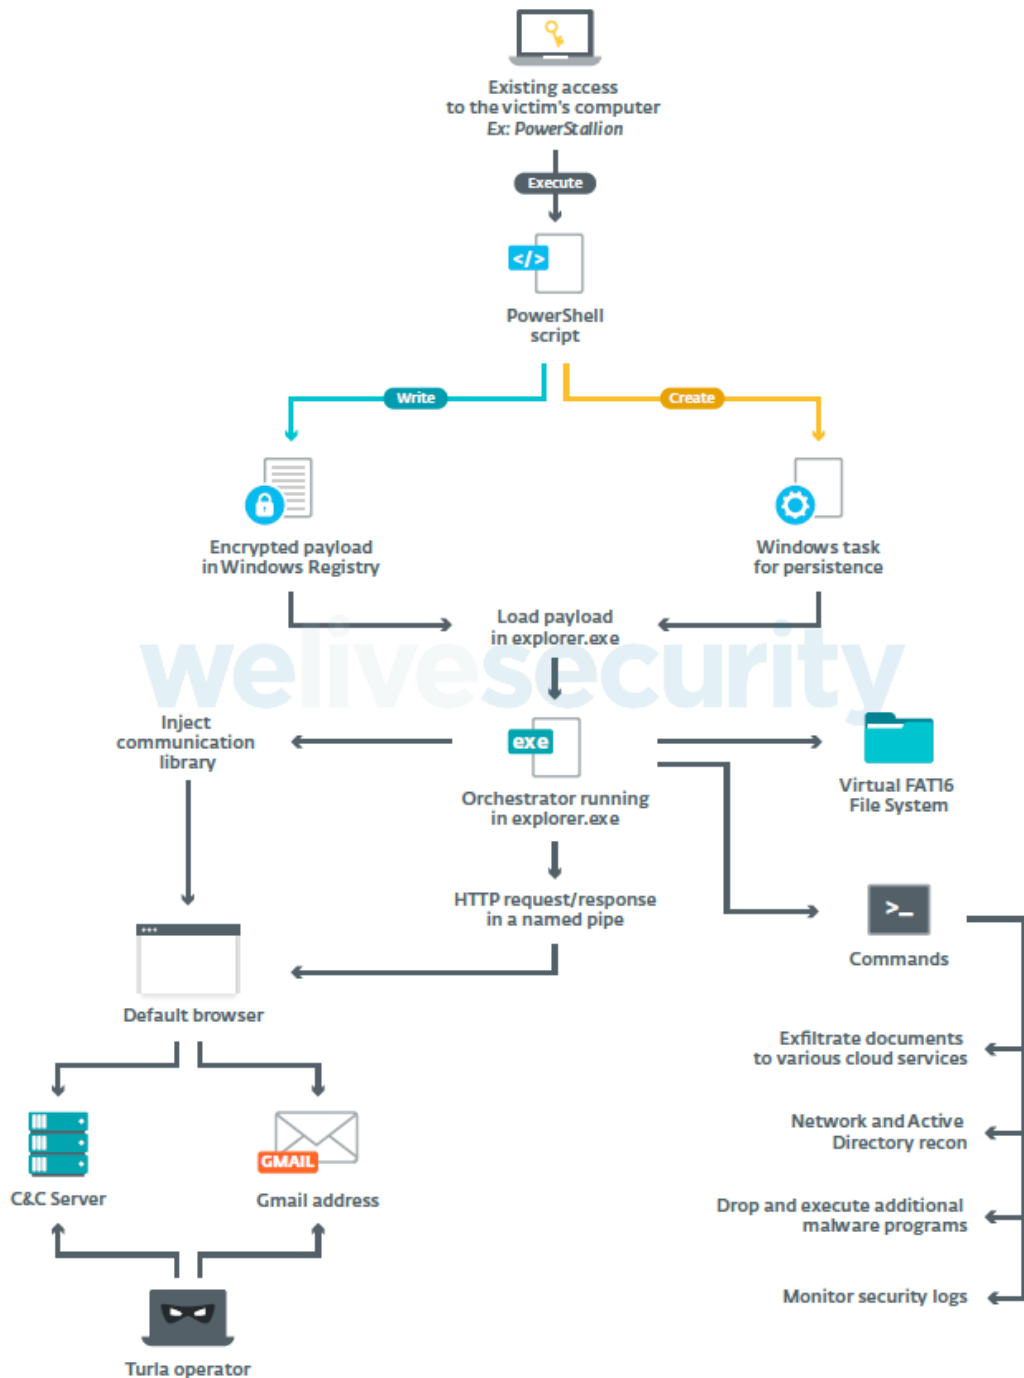 Existing access
to the victim's computer
Ex: PowerStallion
Execute
</>
PowerShell
script
Write
Create
Encrypted payload
in Windows Registry
Windows task
for persistence
Load payload
in explorer.exe
welivesecurity
Inject
communication
library
exe
Orchestrator running
in explorer.exe
Virtual FAT16
File System
HTTP request/response
in a named pipe
>_
Commands
Default browser
Exfiltrate documents
to various cloud services
Network and Active
Directory recon
GMAIL
C&C Server
Gmail address
Drop and execute additional
malware programs
Monitor security logs
Turla operator